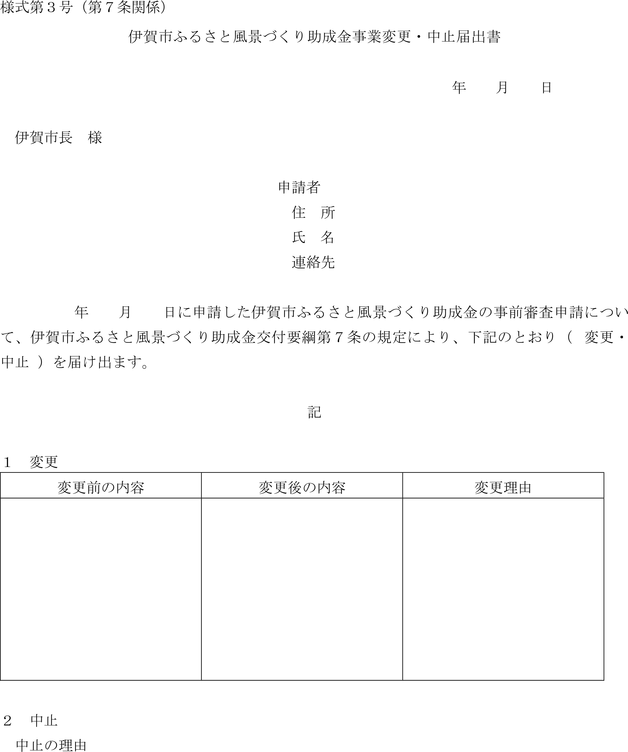 様式第３号（第７条関係）
伊賀市ふるさと風景づくり助成金事業変更・中止届出書
年　　月　　日
伊賀市長　様
申請者
住　所
氏　名
連絡先
年　　月　　日に申請した伊賀市ふるさと風景づくり助成金の事前審査申請につい
て、伊賀市ふるさと風景づくり助成金交付要綱第７条の規定により、下記のとおり（　変更・
中止　）を届け出ます。
記
１　変更
変更前の内容　変更後の内容　変更理由
２　中止
中止の理由